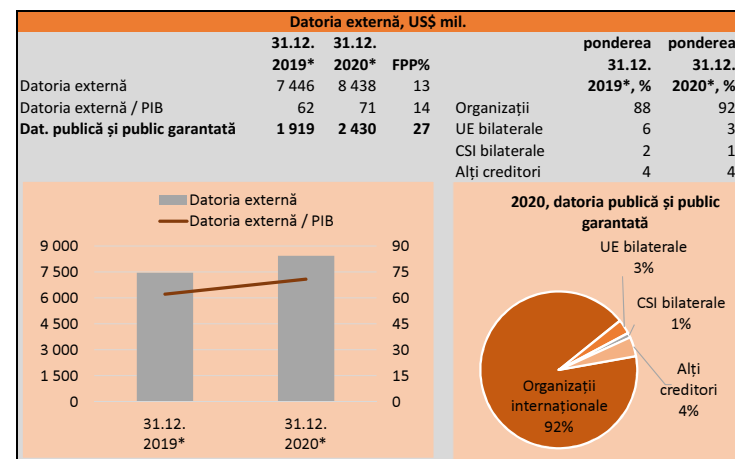 Datoria externă, US$ mil.
31.12. 31.12. ponderea ponderea
2019* 2020* FPP% 31.12. 31.12.
Datoria externă 7 446 8 438 13 2019*, % 2020*, %
Datoria externă / PIB 62 71 14 Organizații 88 92
Dat. publică și public garantată 1 919 2 430 27 UE bilaterale 6 3
CSI bilaterale 2 1
Alți creditori 4 4
Datoria externă
Datoria externă / PIB
9 000 90
7 500 75
6 000 60
4 500 45
3 000 30
1 500 15
0 0
31.12. 31.12.
2019* 2020*
2020, datoria publică și public
garantată
UE bilaterale
3%
CSI bilaterale
1%
Alți
creditori
4%
Organizații
internaționale
92%